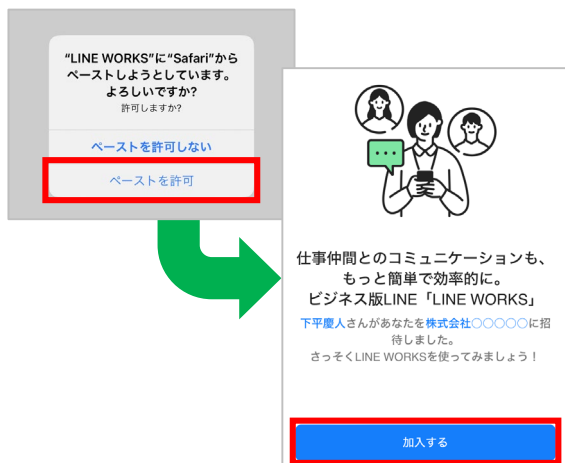 “LINE WORKS”に“Safari”から
ペーストしようとしています。
よろしいですか?
許可しますか?
ペーストを許可しない
ペーストを許可
仕事仲間とのコミュニケーションも、
もっと簡単で効率的に。
ビジネス版LINE「LINE WORKS」
下平慶人さんがあなたを株式会社〇〇〇〇〇に招
待しました。
さっそくLINE WORKSを使ってみましょう！
加入する